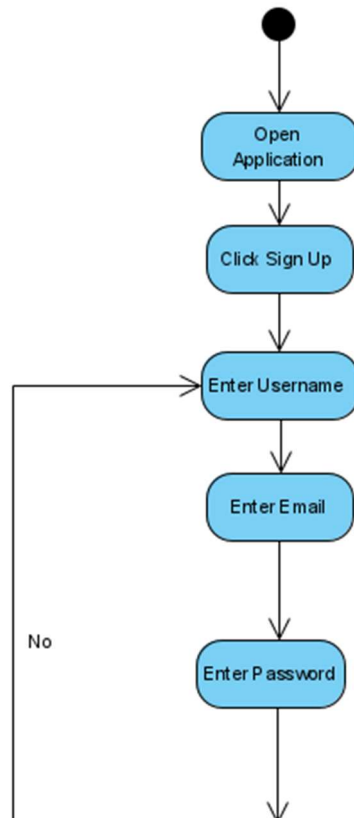 Open
Application
Click Sign Up
Enter Username
Enter Email
No
Enter Password